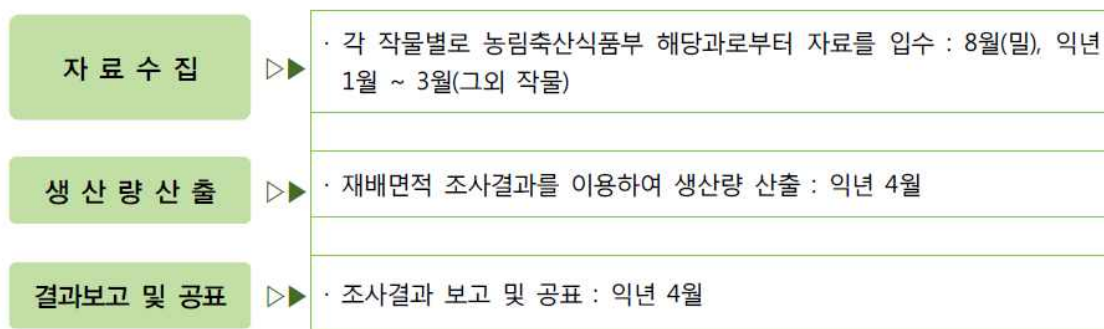 자 료 수 집
▷▶
· 각 작물별로 농림축산식품부 해당과로부터 자료를 입수 : 8월(밀), 익년
1월 ~ 3월(그외 작물)
생 산 량 산 출
▷▶
· 재배면적 조사결과를 이용하여 생산량 산출 : 익년 4월
결과보고 및 공표
▷▶
· 조사결과 보고 및 공표 : 익년 4월